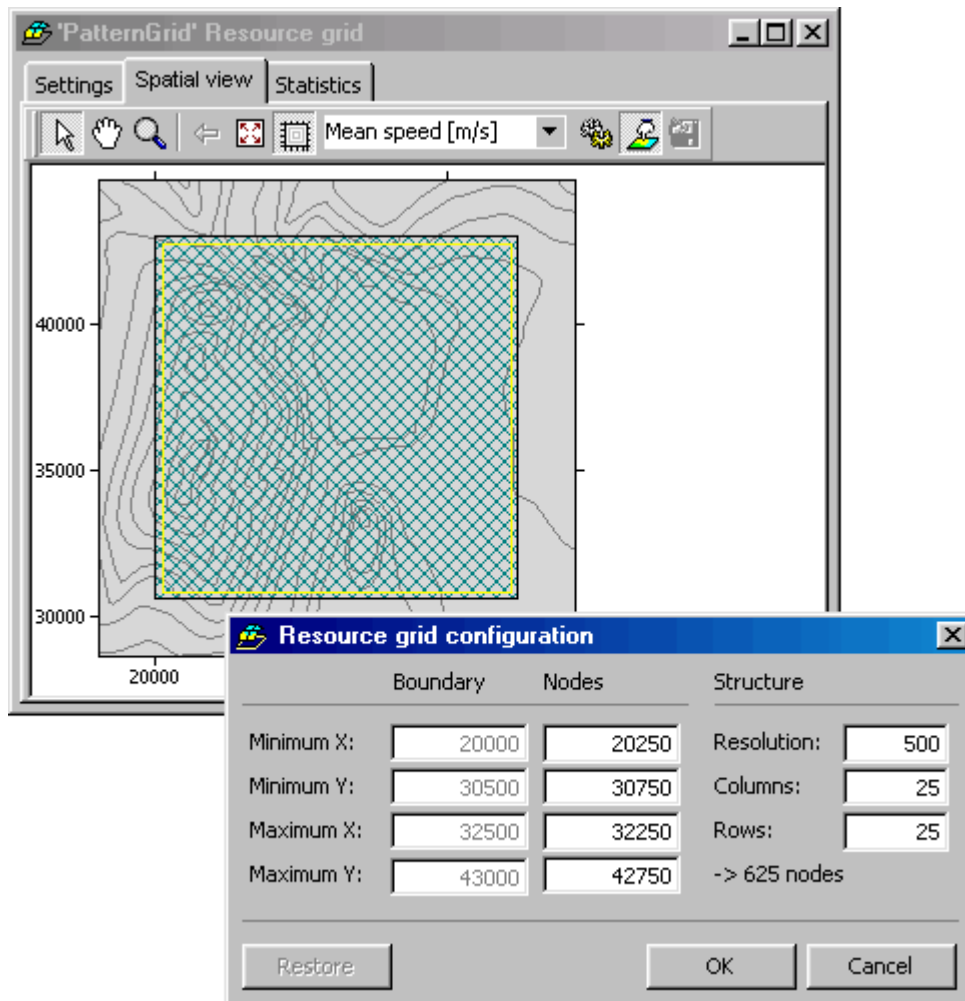 'PatternGrid' Resource grid
Settings Spatial view Statistics
Mean speed [m/s]
40000
35000
30000
20000
Resource grid configuration
Boundary Nodes Structure
Minimum X: 20000 20250 Resolution: 500
Minimum Y: 30500 30750 Columns: 25
Maximum X: 32500 32250 Rows: 25
Maximum Y: 43000 42750 -> 625 nodes
Restore OK Cancel